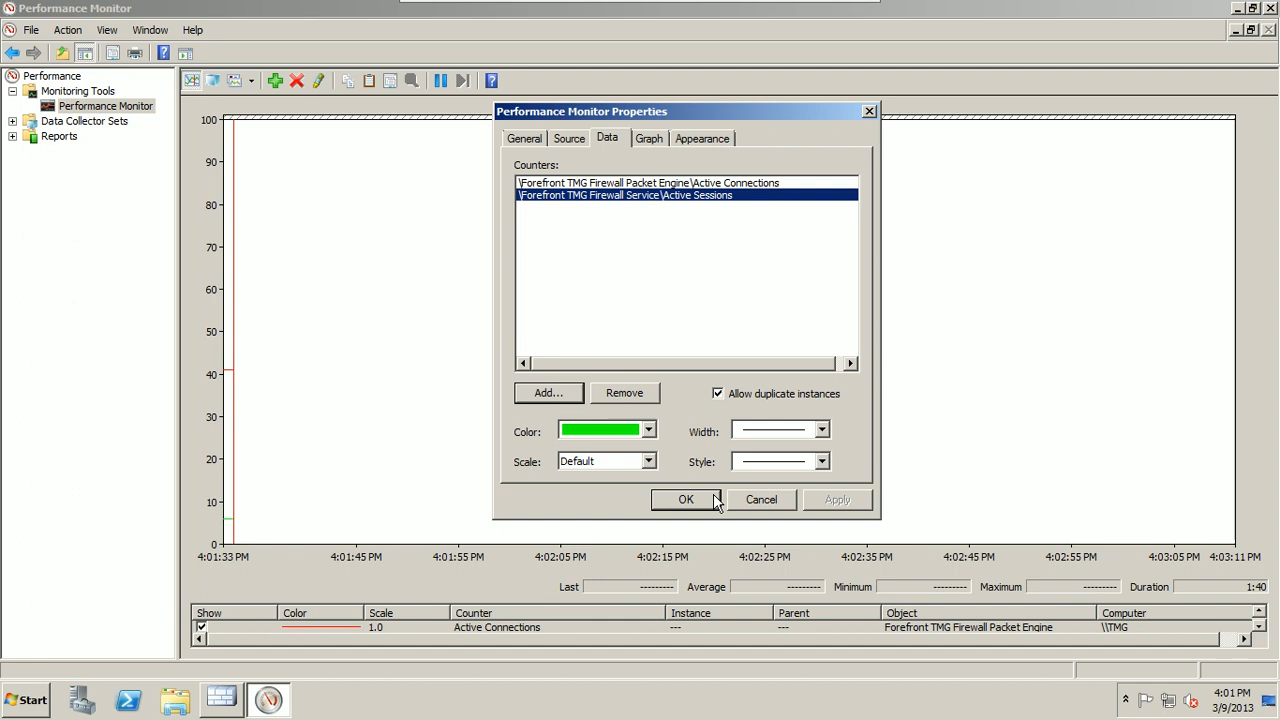 Performance Monitor
File Action View Window Help
Performance
Monitoring Tools
Performance Monitor
Data Collector Sets
Reports
100
90
80
70
60
50
40
30
20
10
0
4:01:33 PM 4:01:45 PM 4:01:55 PM 4:02:05 PM 4:02:15 PM 4:02:25 PM 4:02:35 PM 4:02:45 PM 4:02:55 PM 4:03:05 PM 4:03:11 PM
Performance Monitor Properties
General Source Data Graph Appearance
Counters:
\Forefront TMG Firewall Packet Engine\Active Connections
\Forefront TMG Firewall Service\Active Sessions
Add... Remove Allow duplicate instances
Color: Width:
Scale: Default Style:
OK Cancel Apply
Last --------- Average --------- Minimum --------- Maximum --------- Duration 1:40
Show Color Scale Counter Instance Parent Object Computer
1.0 Active Connections --- --- Forefront TMG Firewall Packet Engine \\TMG
Start 4:01 PM
3/9/2013